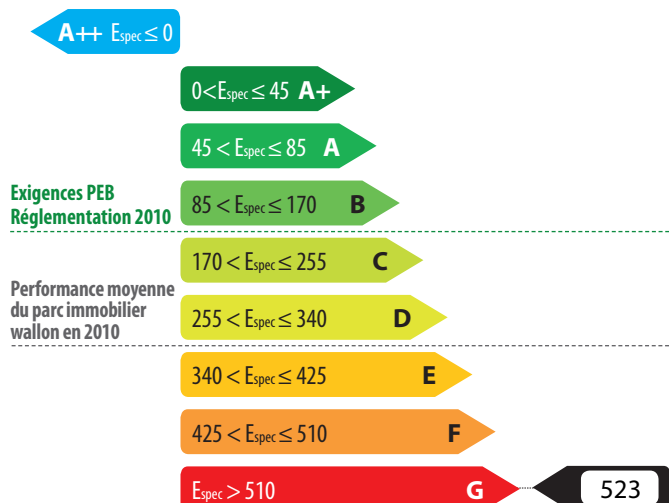 A++ Espec ≤ 0
0<Espec ≤ 45 A+
45 < Espec ≤ 85 A
Exigences PEB
Réglementation 2010
85 < Espec ≤ 170 B
170 < Espec ≤ 255 C
Performance moyenne
du parc immobilier
wallon en 2010
255 < Espec ≤ 340 D
340 < Espec ≤ 425 E
425 < Espec ≤ 510 F
Espec > 510 G 523